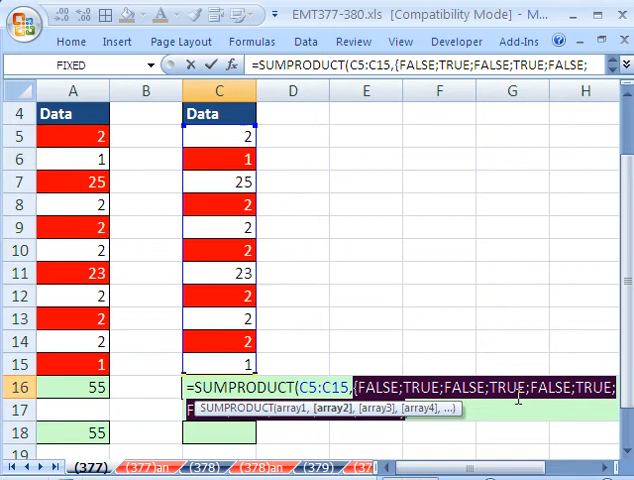 EMT377-380.xls [Compatibility Mode] - M...
Home Insert Page Layout Formulas Data Review View Developer Add-Ins
FIXED =SUMPRODUCT(C5:C15,{FALSE;TRUE;FALSE;TRUE;FALSE;
A B C D E F G H
4 Data Data
5 2 2
6 1 1
7 25 25
8 2 2
9 2 2
10 2 2
11 23 23
12 2 2
13 2 2
14 2 2
15 1 1
16 55 =SUMPRODUCT(C5:C15,{FALSE;TRUE;FALSE;TRUE;FALSE;TRUE;
17 F SUMPRODUCT(array1, [array2], [array3], [array4], ...)
18 55
19
(377) (377)an (378) (378)an (379) (37